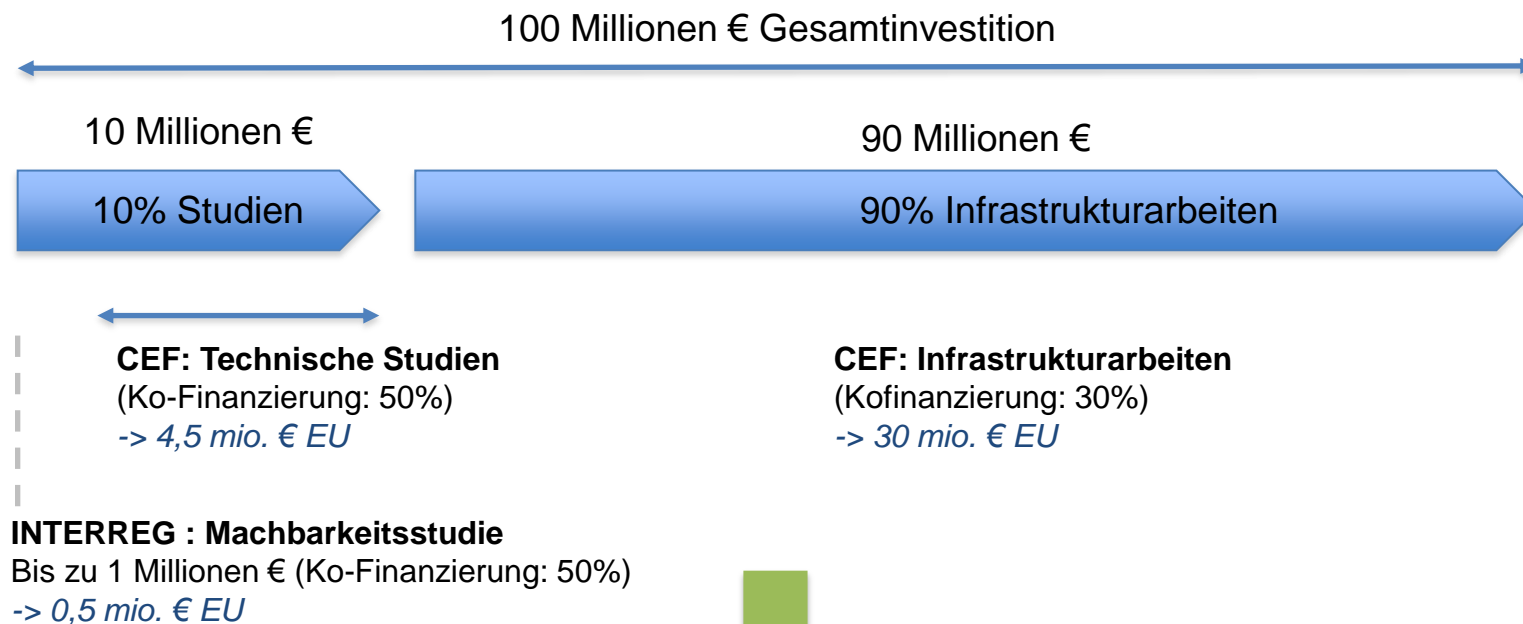 100 Millionen € Gesamtinvestition
10 Millionen €
90 Millionen €
10% Studien
90% Infrastrukturarbeiten
CEF: Technische Studien
(Ko-Finanzierung: 50%)
-> 4,5 mio. € EU
CEF: Infrastrukturarbeiten
(Kofinanzierung: 30%)
-> 30 mio. € EU
INTERREG : Machbarkeitsstudie
Bis zu 1 Millionen € (Ko-Finanzierung: 50%)
-> 0,5 mio. € EU